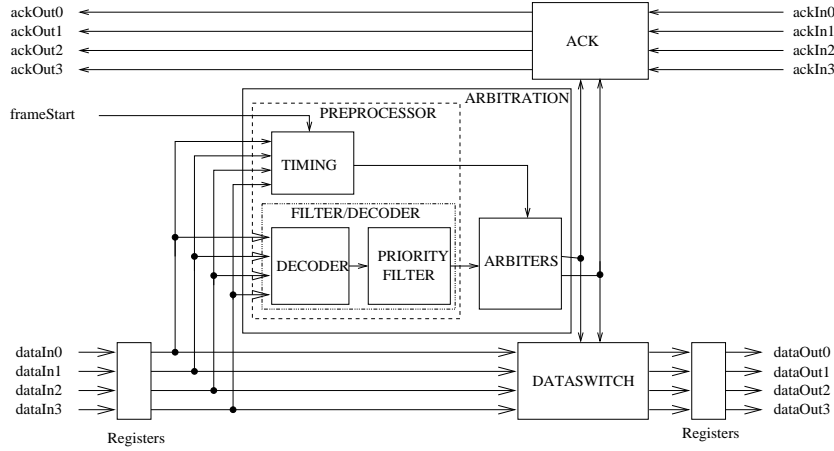 ackOut0
ackOut1
ackOut2
ackOut3
ACK
ackIn0
ackIn1
ackIn2
ackIn3
frameStart
ARBITRATION
PREPROCESSOR
TIMING
FILTER/DECODER
DECODER
PRIORITY
FILTER
ARBITERS
dataIn0
dataIn1
dataIn2
dataIn3
Registers
DATASWITCH
Registers
dataOut0
dataOut1
dataOut2
dataOut3